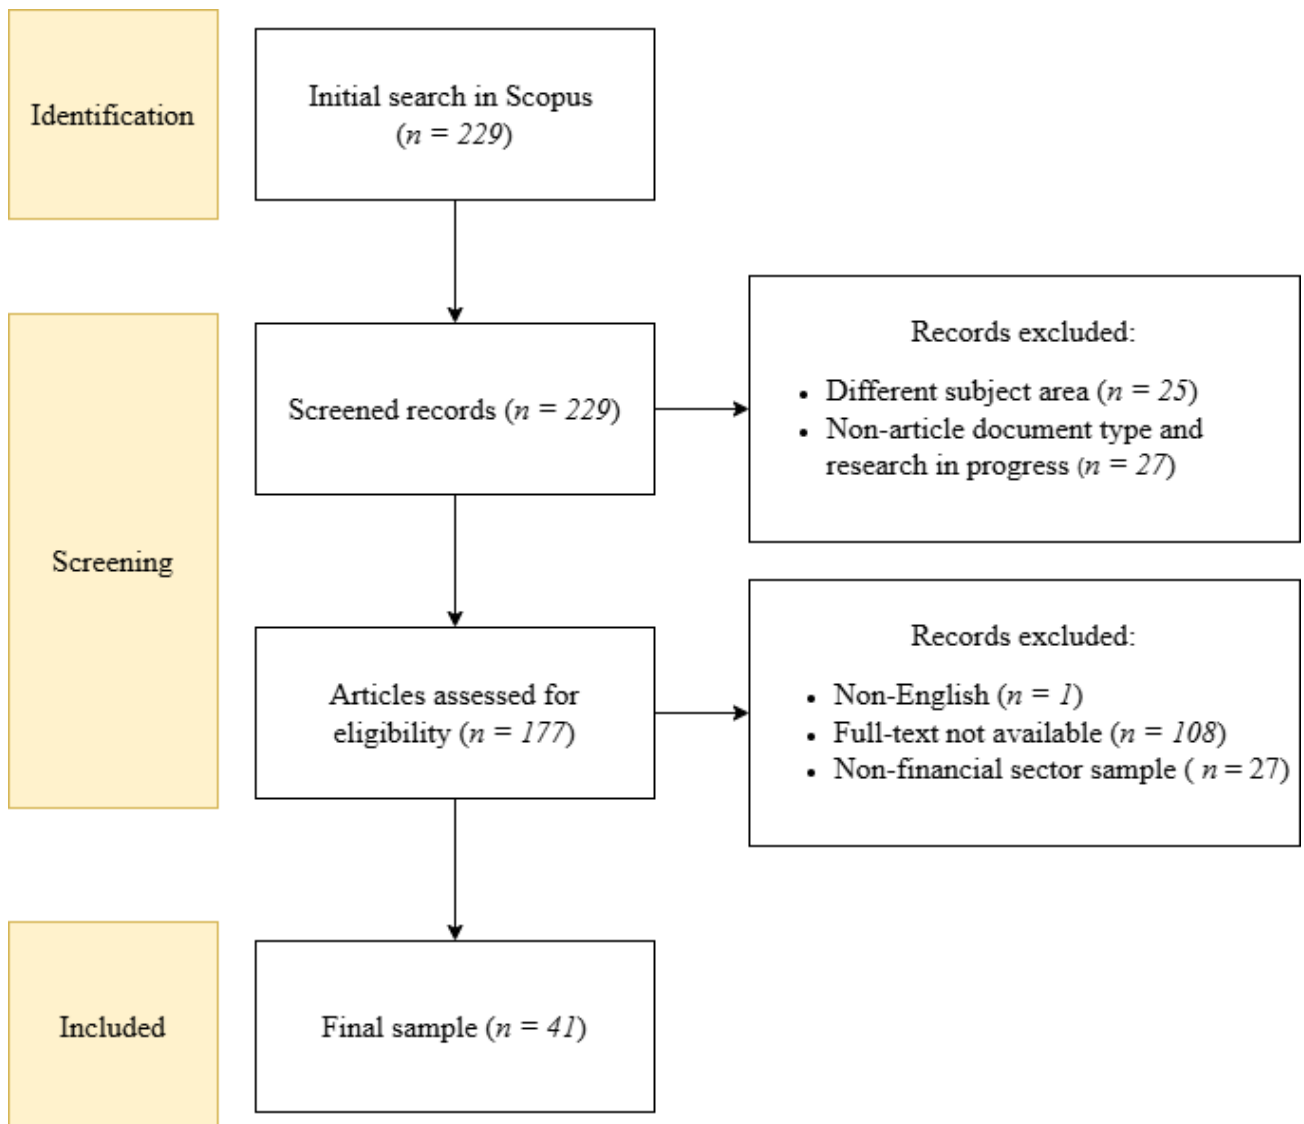 Identification
Initial search in Scopus
(n = 229)
Screening
Screened records (n = 229)
Records excluded:
• Different subject area (n = 25)
• Non-article document type and
research in progress (n = 27)
Articles assessed for
eligibility (n = 177)
Records excluded:
• Non-English (n = 1)
• Full-text not available (n = 108)
• Non-financial sector sample ( n = 27)
Included
Final sample (n = 41)